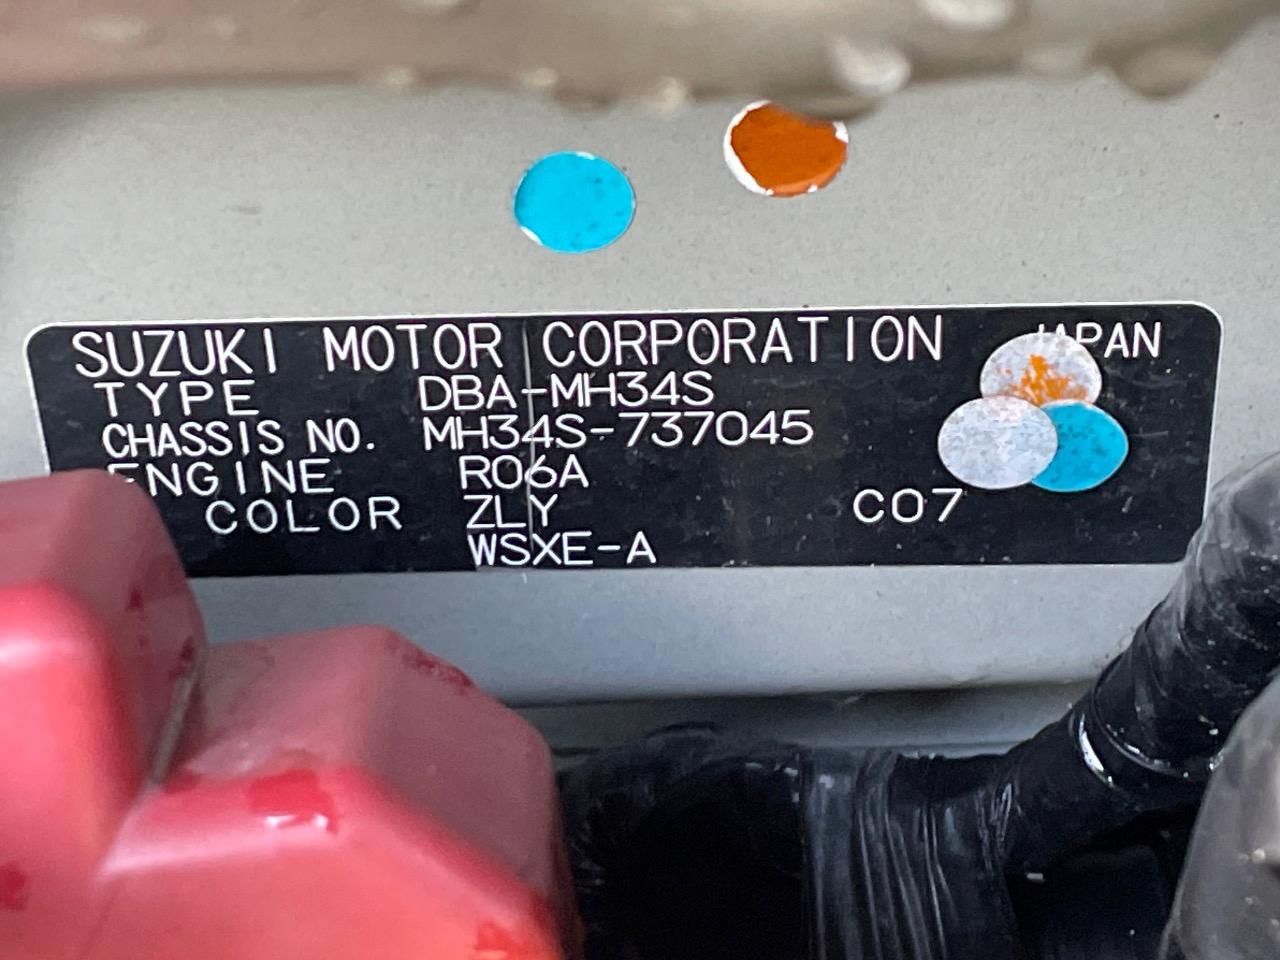 SUZUKI MOTOR CORPORATION JAPAN
TYPE DBA-MH34S
CHASSIS NO. MH34S-737045
ENGINE R06A
COLOR ZLY C07
WSXE-A